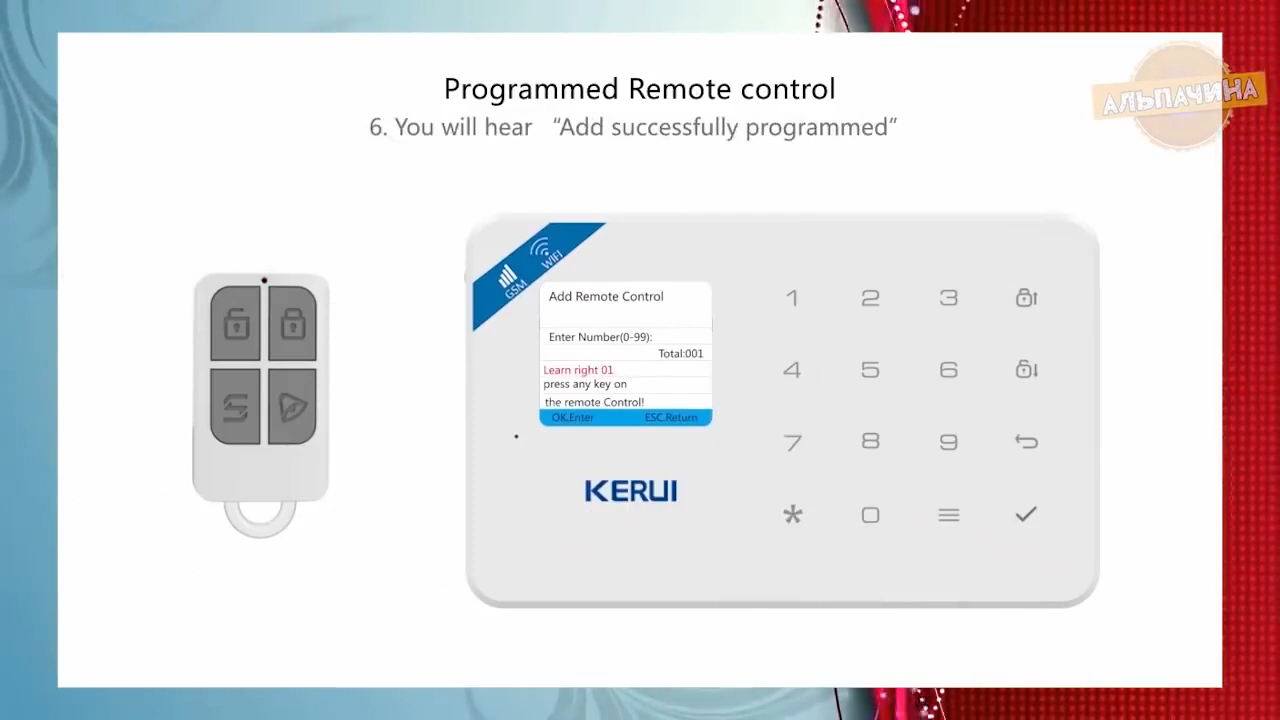 Programmed Remote control
6. You will hear “Add successfully programmed”
АЛЬПАЧИНА
WIFI
GSM
Add Remote Control
Enter Number(0-99):
Total:001
Learn right 01
press any key on
the remote Control!
OK.Enter ESC.Return
KERUI
1 2 3
4 5 6
7 8 9
* 0